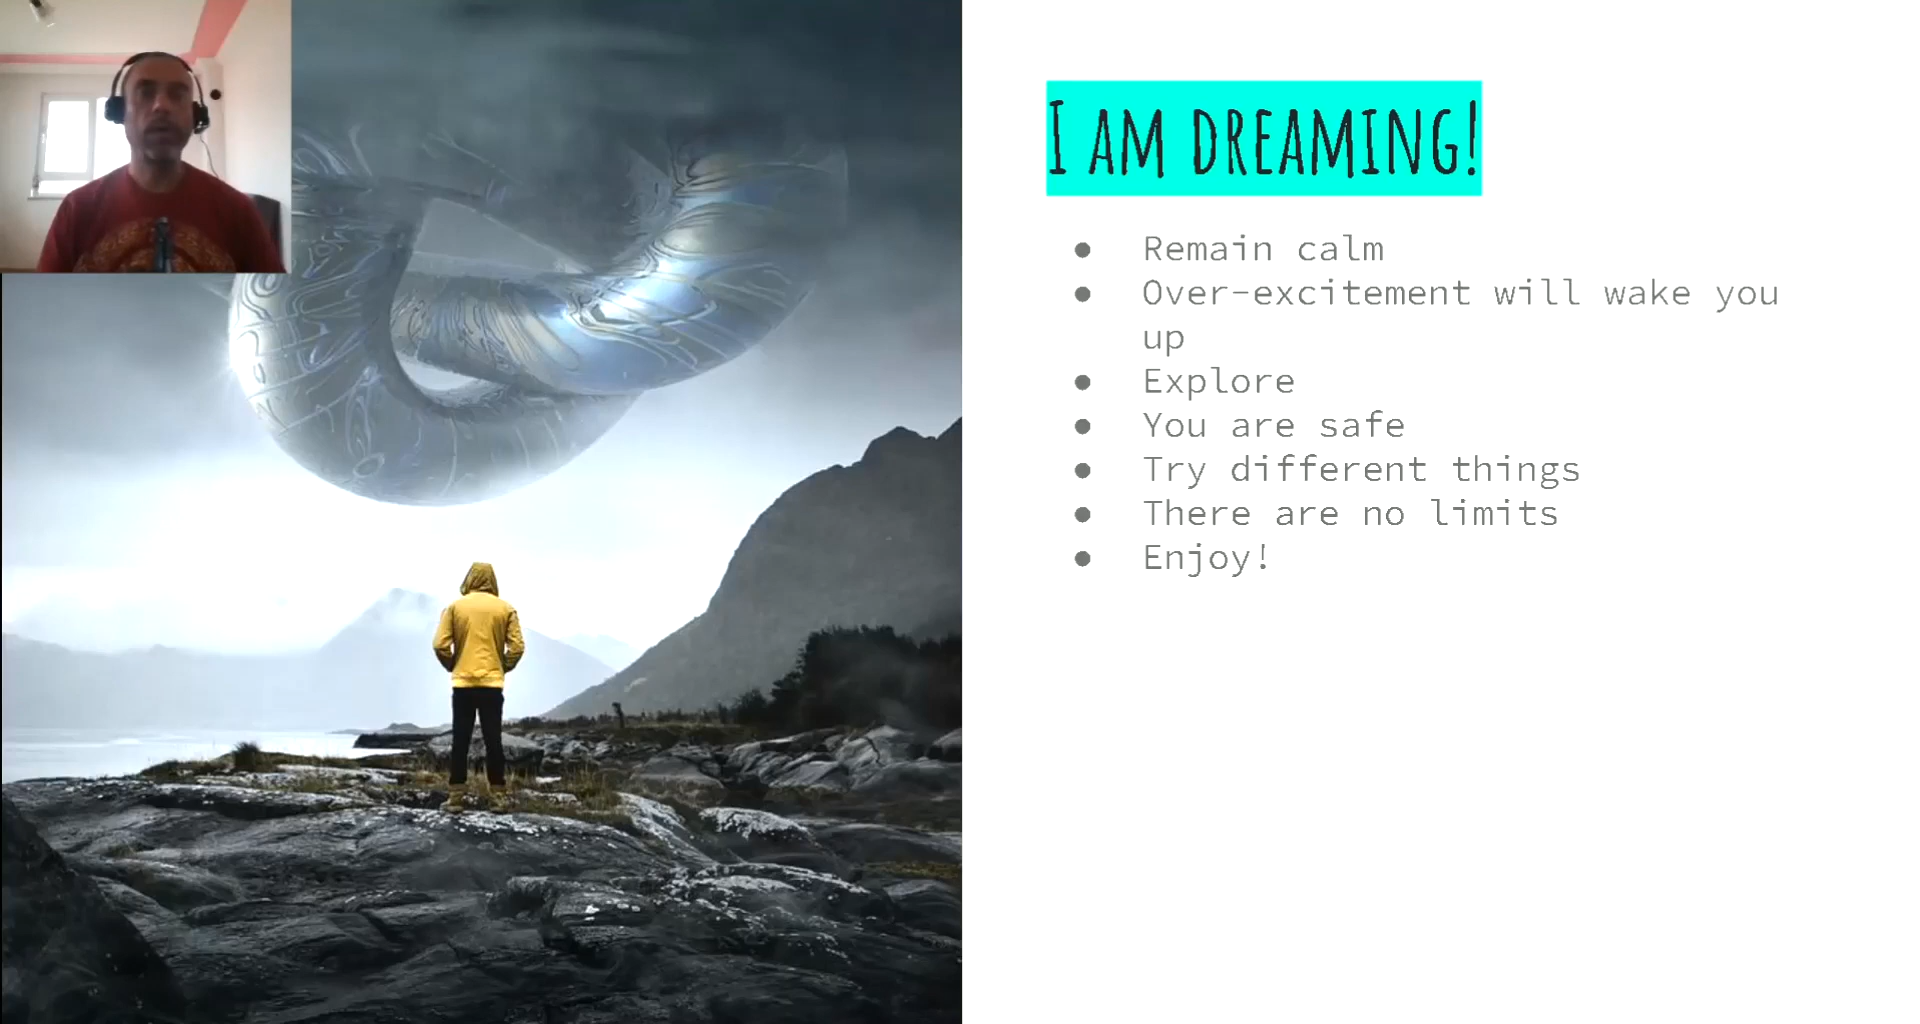 I AM DREAMING!
● Remain calm
● Over-excitement will wake you
up
● Explore
● You are safe
● Try different things
● There are no limits
● Enjoy!